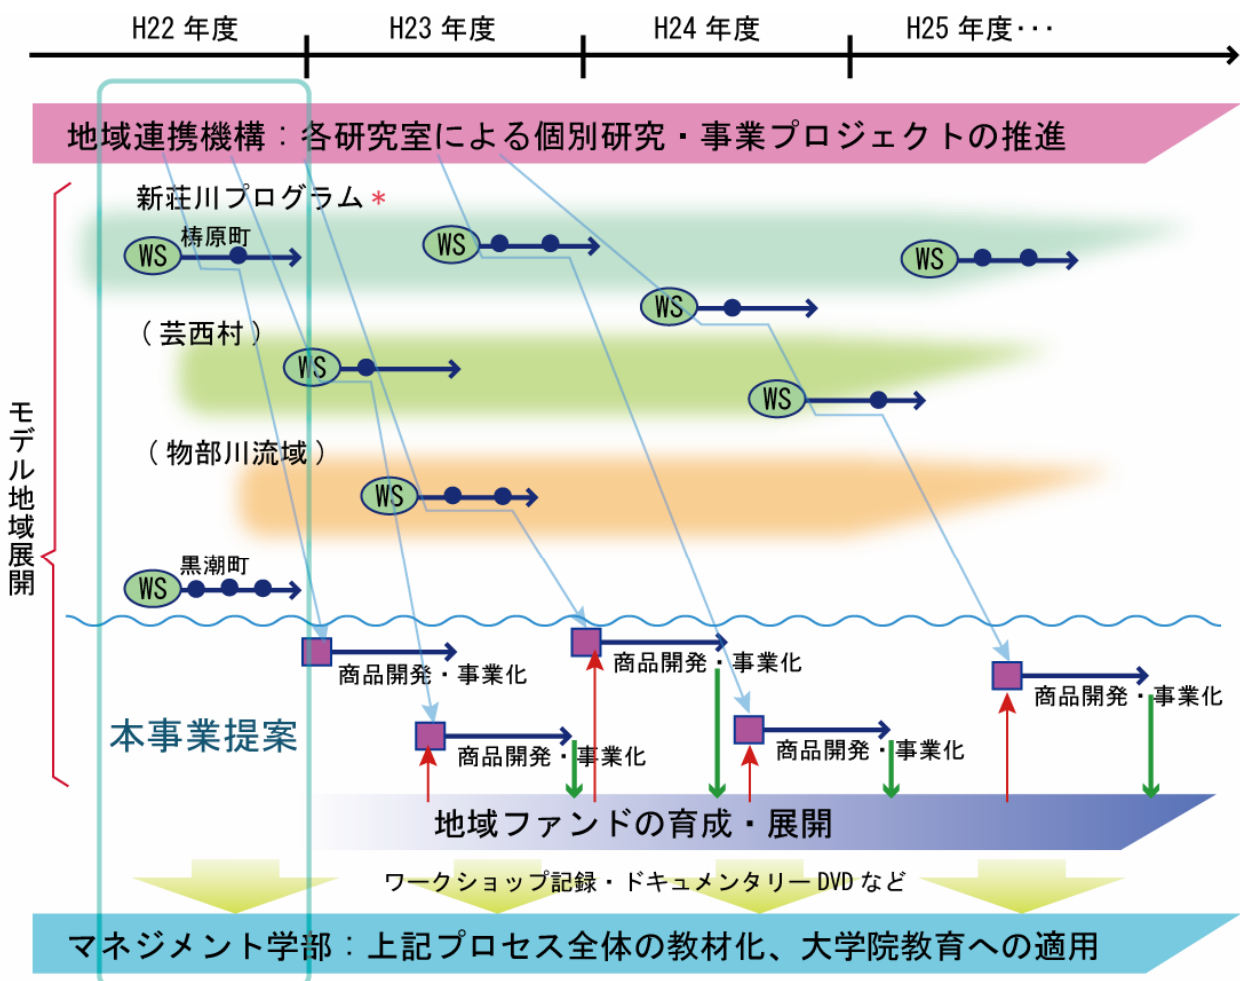 H22 年度
H23 年度
H24 年度
H25 年度･･･
地域連携機構：各研究室による個別研究・事業プロジェクトの推進
新荘川プログラム＊
WS
梼原町
WS
WS
WS
（芸西村）
WS
WS
（物部川流域）
WS
モデル地域展開
黒潮町
WS
商品開発・事業化
商品開発・事業化
商品開発・事業化
本事業提案
商品開発・事業化
商品開発・事業化
地域ファンドの育成・展開
ワークショップ記録・ドキュメンタリーDVDなど
マネジメント学部：上記プロセス全体の教材化、大学院教育への適用